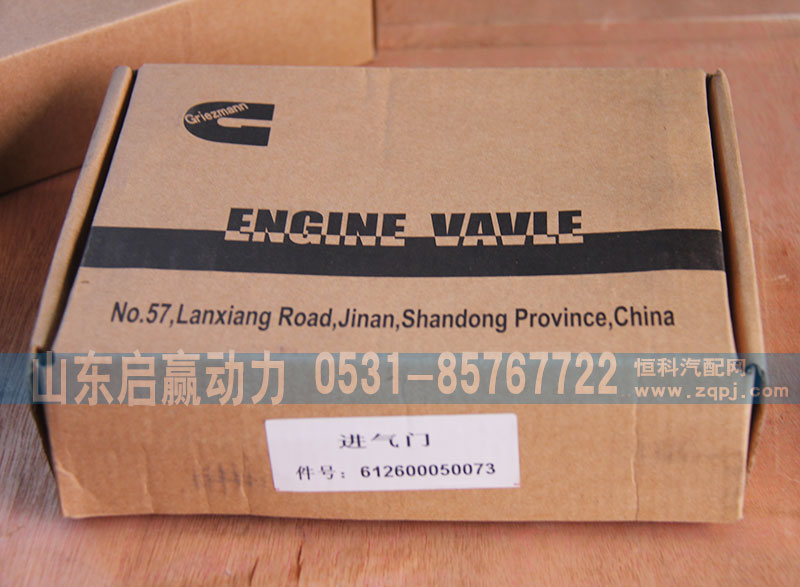 Griezmann
ENGINE VAVLE
No.57,Lanxiang Road,Jinan,Shandong Province,China
山东启赢动力 0531-85767722 恒科汽配网
www.zqpj.com
进气门
件号：612600050073